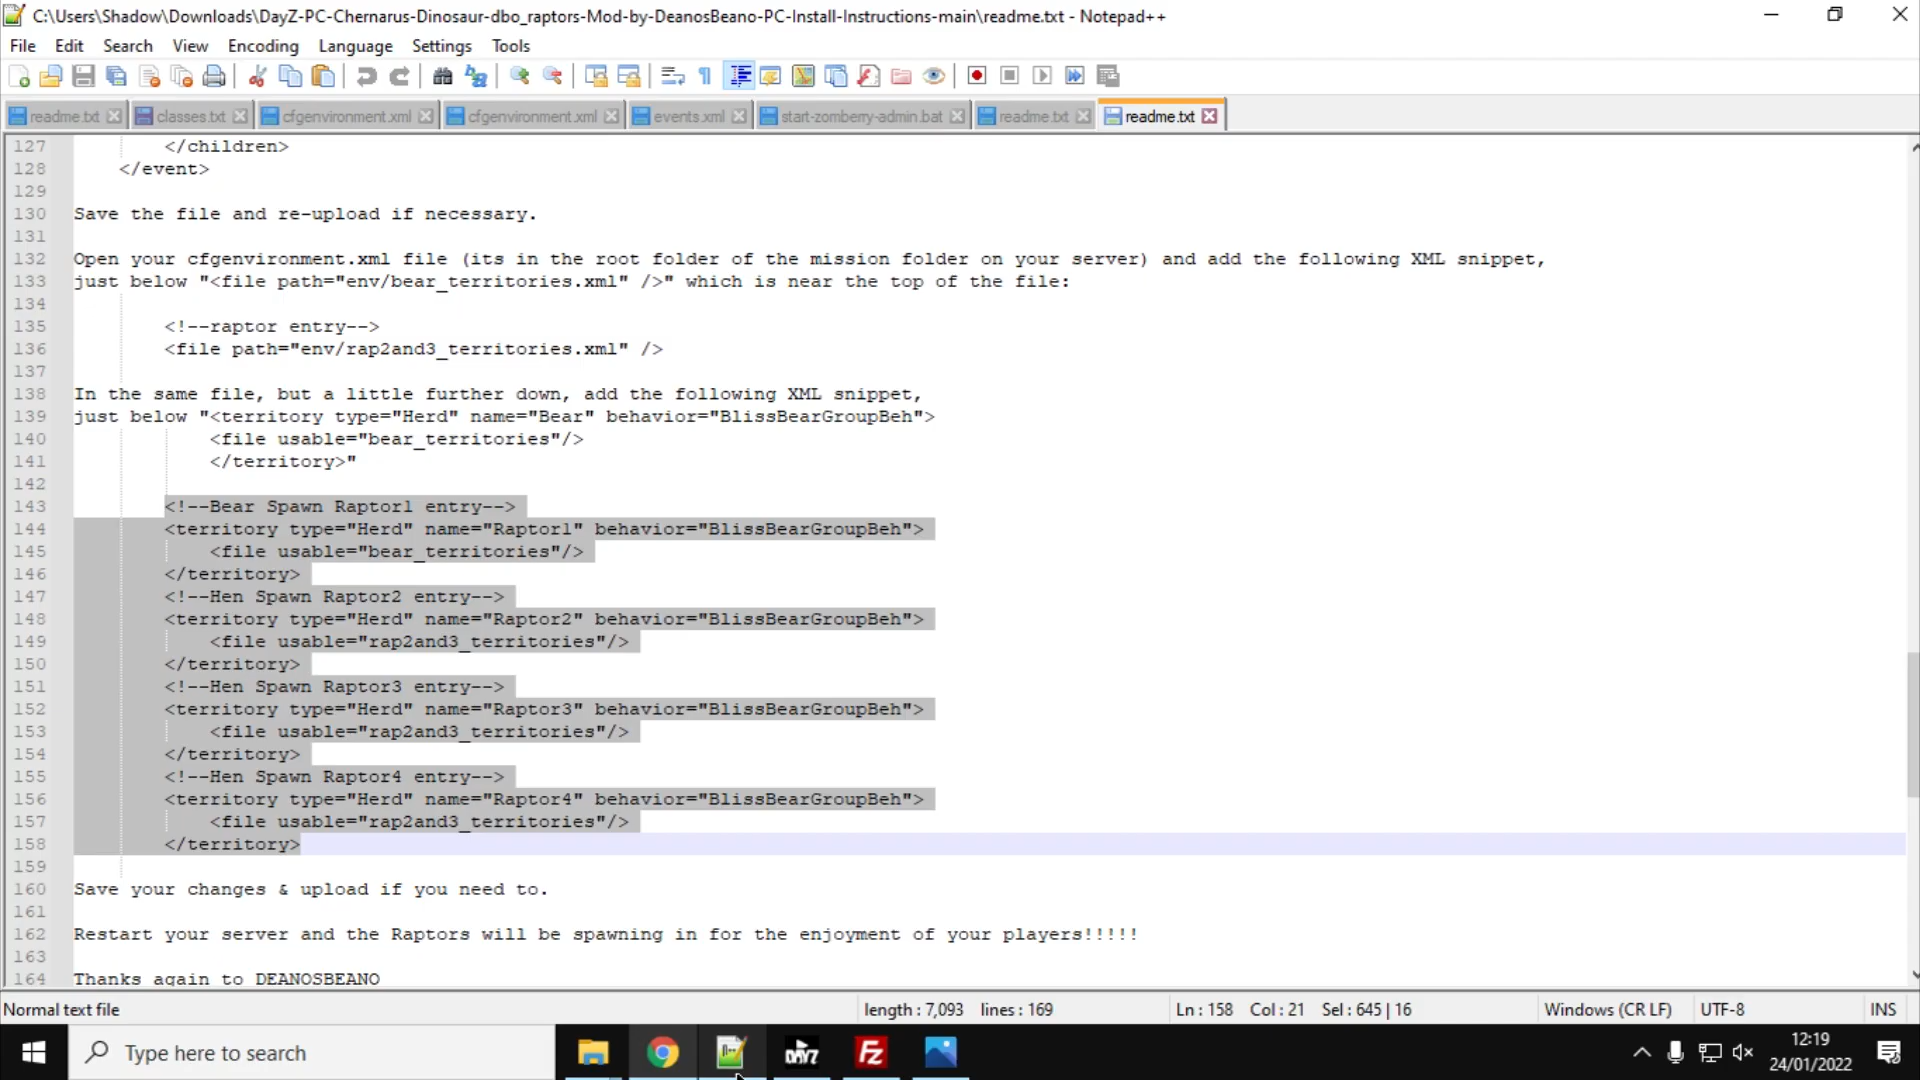 C:\Users\Shadow\Downloads\DayZ-PC-Chernarus-Dinosaur-dbo_raptors-Mod-by-DeanosBeano-PC-Install-Instructions-main\readme.txt - Notepad++
File Edit Search View Encoding Language Settings Tools
readme.txt classes.txt cfgenvironment.xml cfgenvironment.xml events.xml start-zomberry-admin.bat readme.txt readme.txt
127 </children>
128 </event>
129
130 Save the file and re-upload if necessary.
131
132 Open your cfgenvironment.xml file (its in the root folder of the mission folder on your server) and add the following XML snippet,
133 just below "<file path="env/bear_territories.xml" />" which is near the top of the file:
134
135 <!--raptor entry-->
136 <file path="env/rap2and3_territories.xml" />
137
138 In the same file, but a little further down, add the following XML snippet,
139 just below "<territory type="Herd" name="Bear" behavior="BlissBearGroupBeh">
140 <file usable="bear_territories"/>
141 </territory>"
142
143 <!--Bear Spawn Raptor1 entry-->
144 <territory type="Herd" name="Raptor1" behavior="BlissBearGroupBeh">
145 <file usable="bear_territories"/>
146 </territory>
147 <!--Hen Spawn Raptor2 entry-->
148 <territory type="Herd" name="Raptor2" behavior="BlissBearGroupBeh">
149 <file usable="rap2and3_territories"/>
150 </territory>
151 <!--Hen Spawn Raptor3 entry-->
152 <territory type="Herd" name="Raptor3" behavior="BlissBearGroupBeh">
153 <file usable="rap2and3_territories"/>
154 </territory>
155 <!--Hen Spawn Raptor4 entry-->
156 <territory type="Herd" name="Raptor4" behavior="BlissBearGroupBeh">
157 <file usable="rap2and3_territories"/>
158 </territory>
159
160 Save your changes & upload if you need to.
161
162 Restart your server and the Raptors will be spawning in for the enjoyment of your players!!!!!
163
164 Thanks again to DEANOSBEANO
Normal text file length : 7,093 lines : 169 Ln : 158 Col : 21 Sel : 645 | 16 Windows (CR LF) UTF-8 INS
Type here to search DAYZ Fz 12:19
24/01/2022